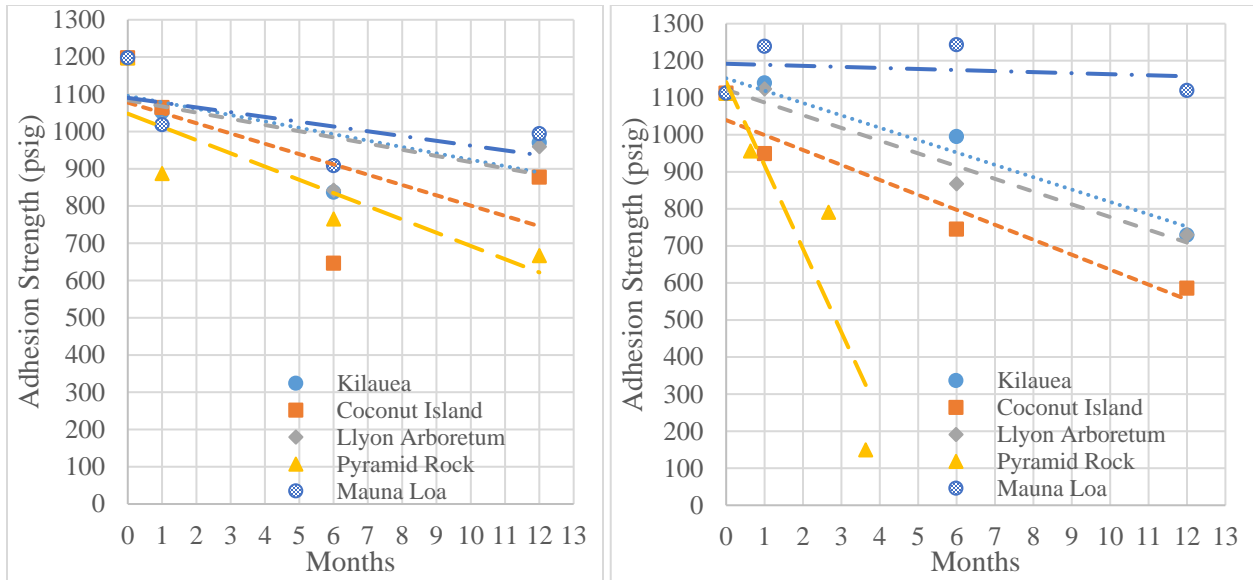 Adhesion Strength (psig)
1300
1200
1100
1000
900
800
700
600
500
400
300
200
100
0
Kilauea
Coconut Island
Llyon Arboretum
Pyramid Rock
Mauna Loa
0 1 2 3 4 5 6 7 8 9 10 11 12 13
Months
Adhesion Strength (psig)
1300
1200
1100
1000
900
800
700
600
500
400
300
200
100
0
Kilauea
Coconut Island
Llyon Arboretum
Pyramid Rock
Mauna Loa
0 1 2 3 4 5 6 7 8 9 10 11 12 13
Months